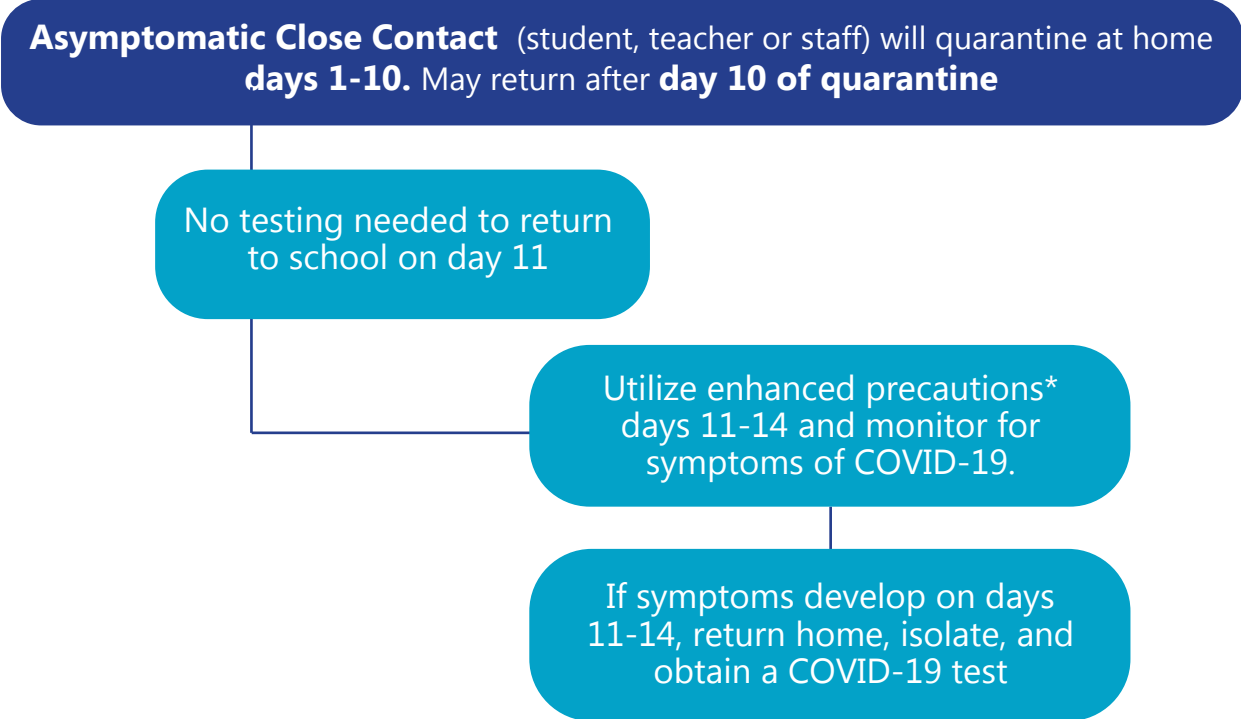 Asymptomatic Close Contact (student, teacher or staff) will quarantine at home
days 1-10. May return after day 10 of quarantine
No testing needed to return
to school on day 11
Utilize enhanced precautions*
days 11-14 and monitor for
symptoms of COVID-19.
If symptoms develop on days
11-14, return home, isolate, and
obtain a COVID-19 test